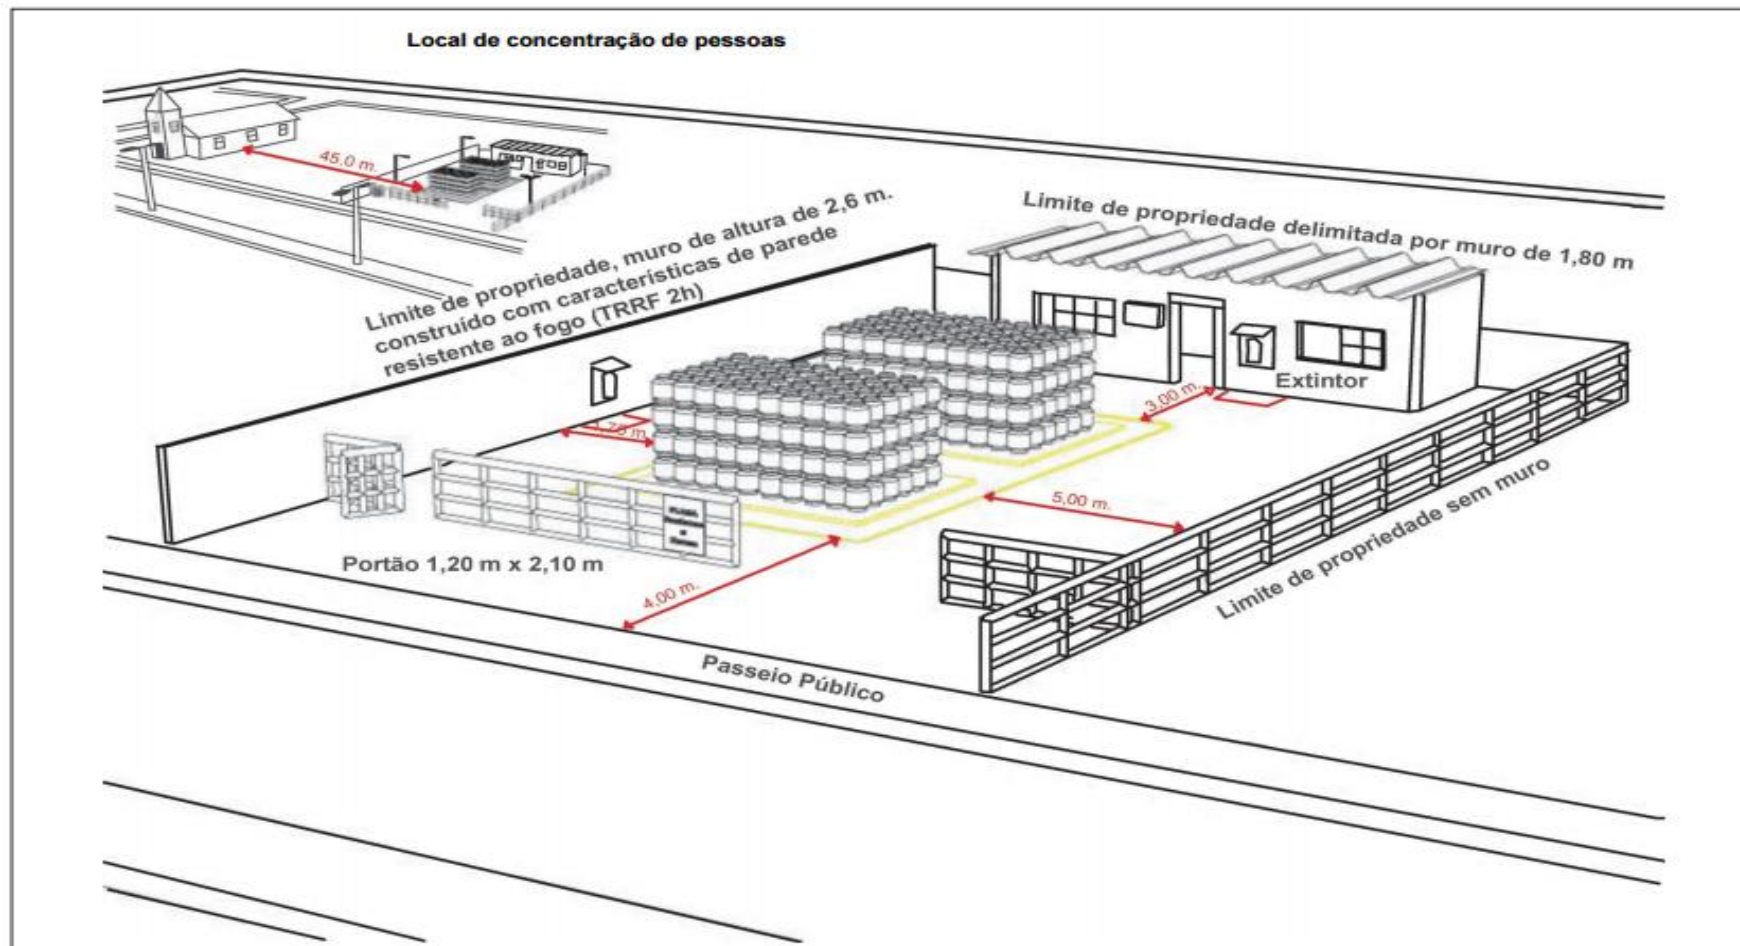 Local de concentração de pessoas
45,0 m.
Limite de propriedade, muro de altura de 2,6 m.
construído com características de parede
resistente ao fogo (TRRF 2h)
Limite de propriedade delimitada por muro de 1,80 m
Extintor
3,00 m.
5,00 m.
Limite de propriedade sem muro
Portão 1,20 m x 2,10 m
4,00 m.
Passeio Público